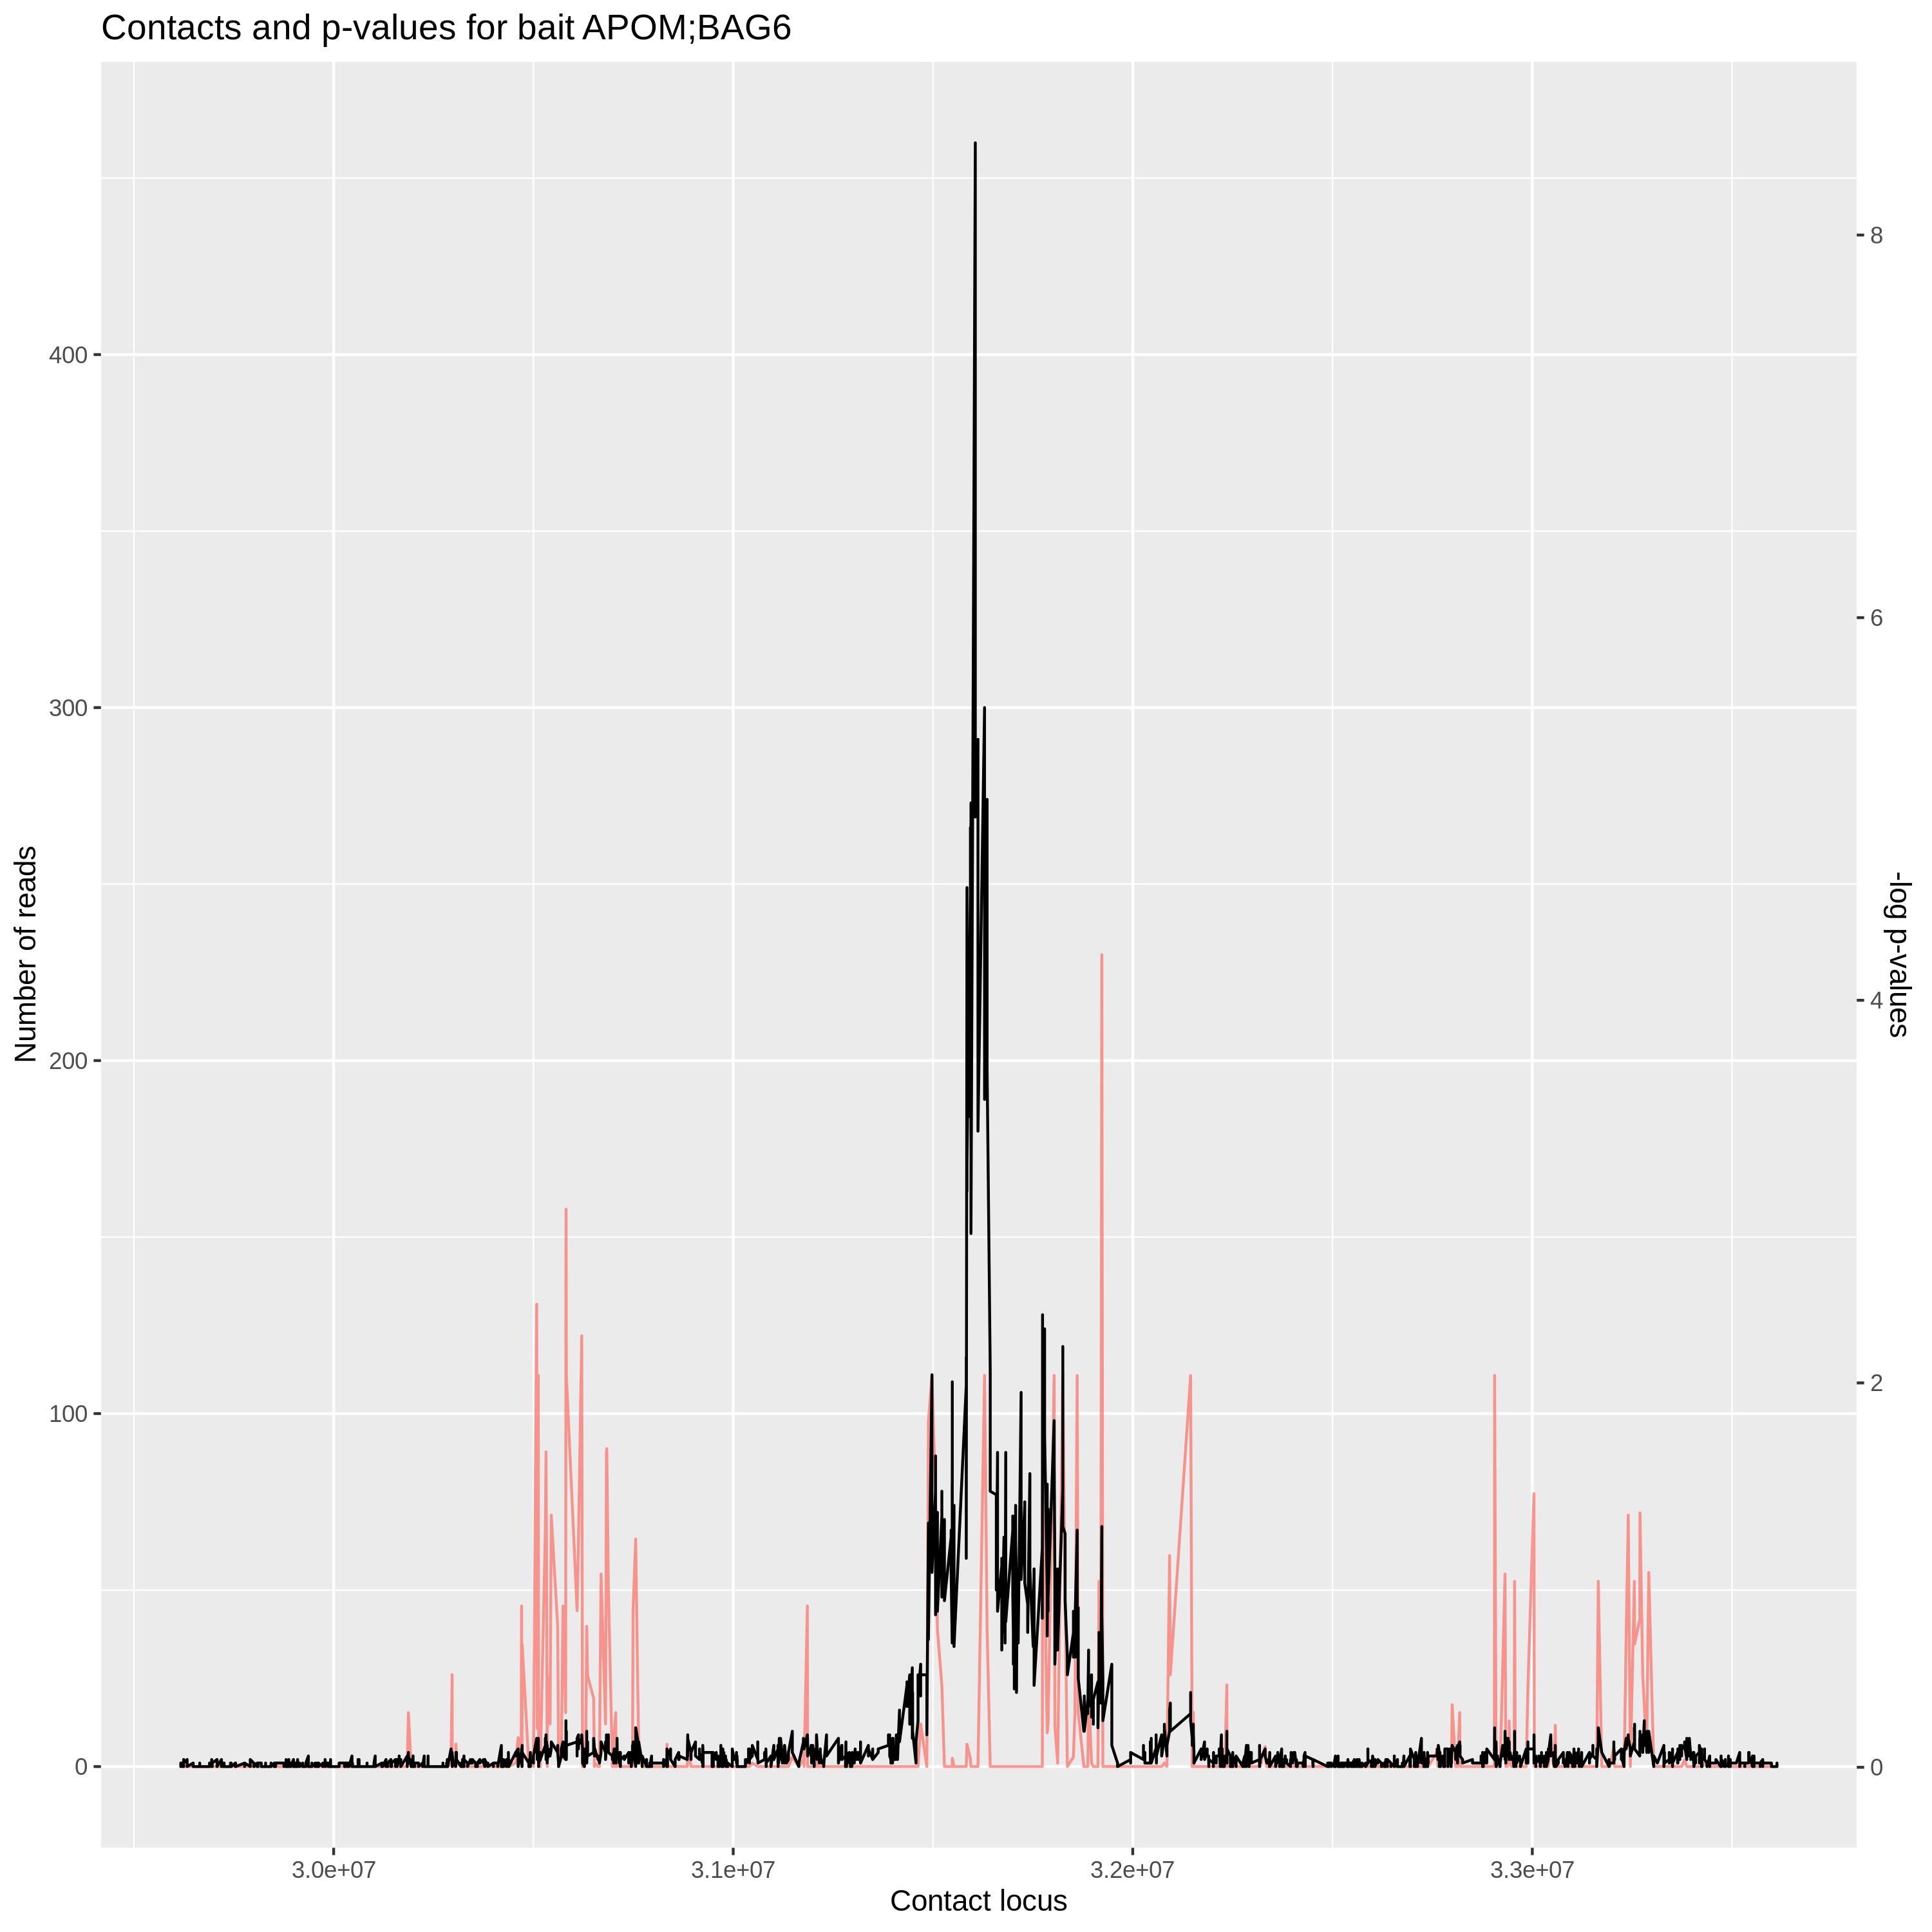 Contacts and p-values for bait APOM;BAG6
Number of reads
400
300
200
100
0
8
6
4
2
0
-log p-values
3.0e+07
3.1e+07
3.2e+07
3.3e+07
Contact locus